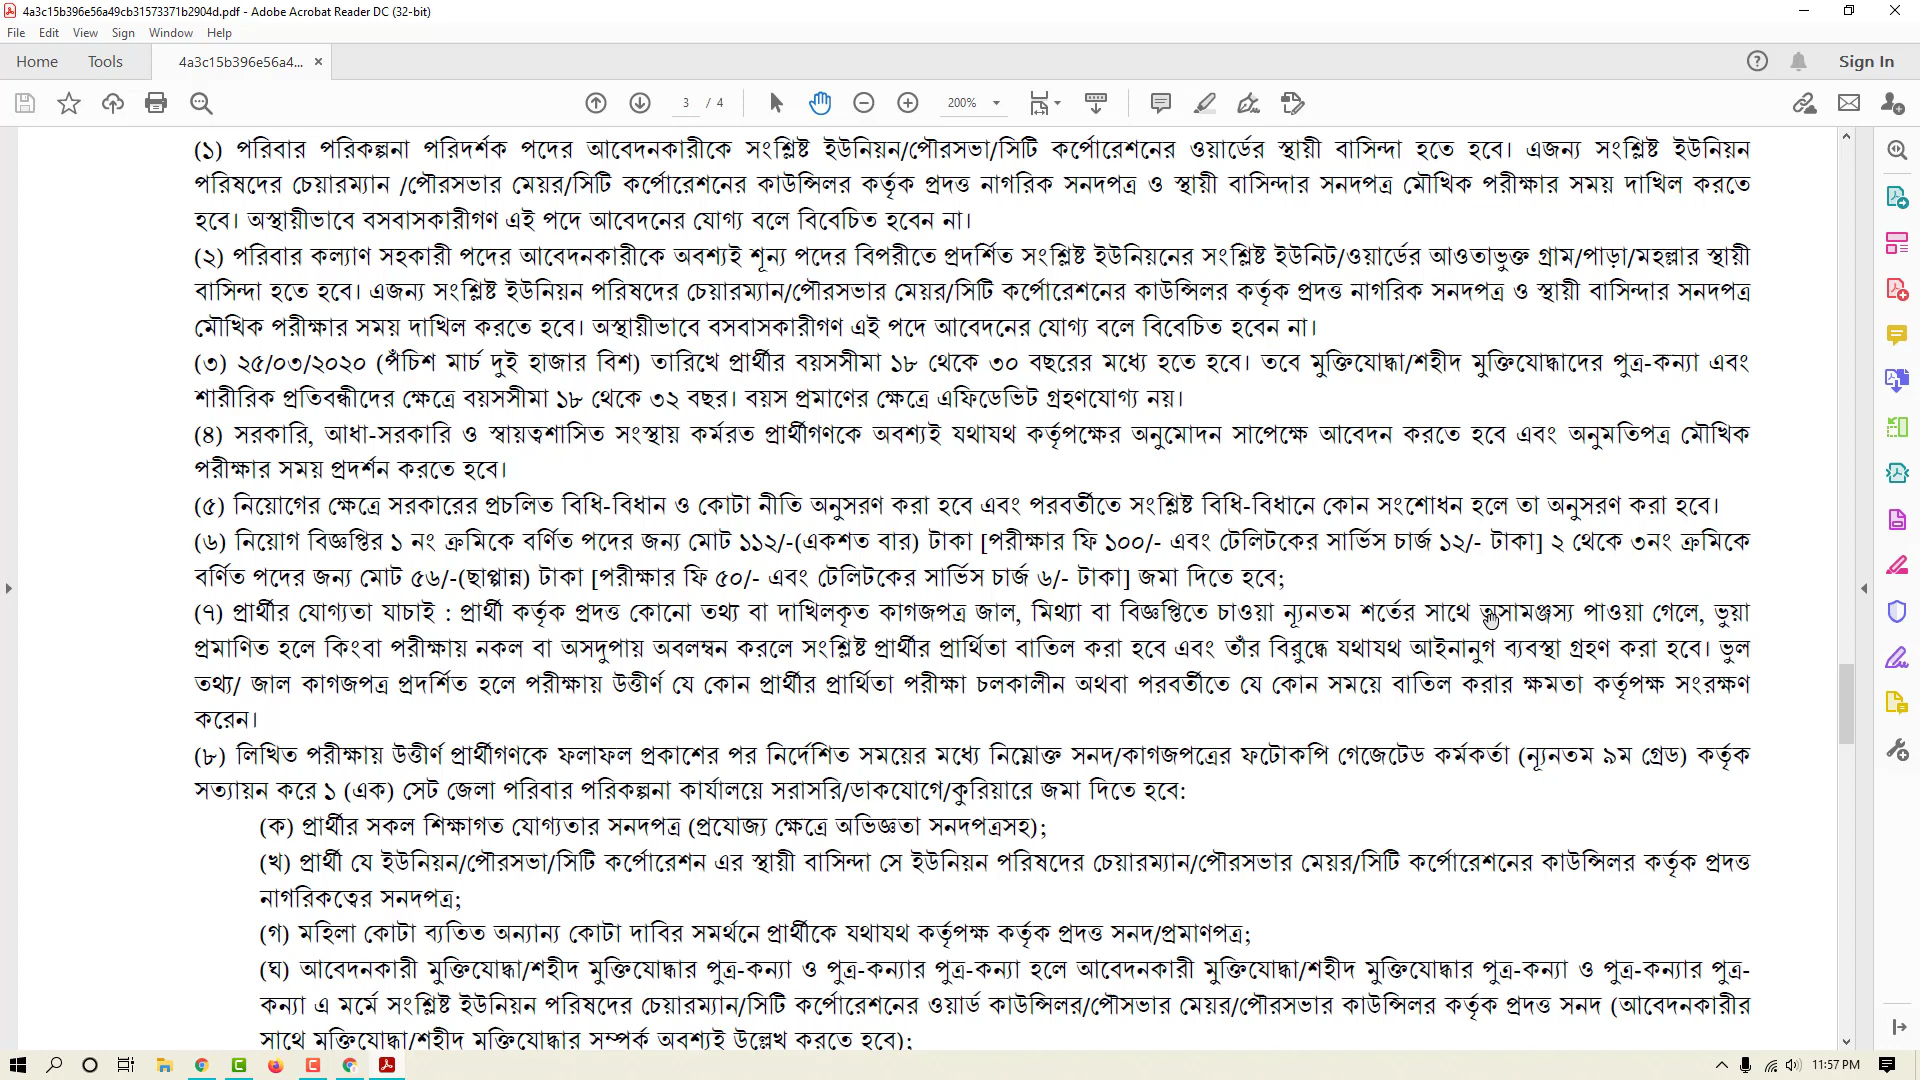 4a3c15b396e56a49cb31573371b2904d.pdf - Adobe Acrobat Reader DC (32-bit)
File Edit View Sign Window Help
Home Tools 4a3c15b396e56a4... × Sign In
3 / 4 200%
(১) পরিবার পরিকল্পনা পরিদর্শক পদের আবেদনকারীকে সংশ্লিষ্ট ইউনিয়ন/পৌরসভা/সিটি কর্পোরেশনের ওয়ার্ডের স্থায়ী বাসিন্দা হতে হবে। এজন্য সংশ্লিষ্ট ইউনিয়ন
পরিষদের চেয়ারম্যান /পৌরসভার মেয়র/সিটি কর্পোরেশনের কাউন্সিলর কর্তৃক প্রদত্ত নাগরিক সনদপত্র ও স্থায়ী বাসিন্দার সনদপত্র মৌখিক পরীক্ষার সময় দাখিল করতে
হবে। অস্থায়ীভাবে বসবাসকারীগণ এই পদে আবেদনের যোগ্য বলে বিবেচিত হবেন না।
(২) পরিবার কল্যাণ সহকারী পদের আবেদনকারীকে অবশ্যই শূন্য পদের বিপরীতে প্রদর্শিত সংশ্লিষ্ট ইউনিয়নের সংশ্লিষ্ট ইউনিট/ওয়ার্ডের আওতাভুক্ত গ্রাম/পাড়া/মহল্লার স্থায়ী
বাসিন্দা হতে হবে। এজন্য সংশ্লিষ্ট ইউনিয়ন পরিষদের চেয়ারম্যান/পৌরসভার মেয়র/সিটি কর্পোরেশনের কাউন্সিলর কর্তৃক প্রদত্ত নাগরিক সনদপত্র ও স্থায়ী বাসিন্দার সনদপত্র
মৌখিক পরীক্ষার সময় দাখিল করতে হবে। অস্থায়ীভাবে বসবাসকারীগণ এই পদে আবেদনের যোগ্য বলে বিবেচিত হবেন না।
(৩) ২৫/০৩/২০২০ (পঁচিশ মার্চ দুই হাজার বিশ) তারিখে প্রার্থীর বয়সসীমা ১৮ থেকে ৩০ বছরের মধ্যে হতে হবে। তবে মুক্তিযোদ্ধা/শহীদ মুক্তিযোদ্ধাদের পুত্র-কন্যা এবং
শারীরিক প্রতিবন্ধীদের ক্ষেত্রে বয়সসীমা ১৮ থেকে ৩২ বছর। বয়স প্রমাণের ক্ষেত্রে এফিডেভিট গ্রহণযোগ্য নয়।
(৪) সরকারি, আধা-সরকারি ও স্বায়ত্বশাসিত সংস্থায় কর্মরত প্রার্থীগণকে অবশ্যই যথাযথ কর্তৃপক্ষের অনুমোদন সাপেক্ষে আবেদন করতে হবে এবং অনুমতিপত্র মৌখিক
পরীক্ষার সময় প্রদর্শন করতে হবে।
(৫) নিয়োগের ক্ষেত্রে সরকারের প্রচলিত বিধি-বিধান ও কোটা নীতি অনুসরণ করা হবে এবং পরবর্তীতে সংশ্লিষ্ট বিধি-বিধানে কোন সংশোধন হলে তা অনুসরণ করা হবে।
(৬) নিয়োগ বিজ্ঞপ্তির ১ নং ক্রমিকে বর্ণিত পদের জন্য মোট ১১২/-(একশত বার) টাকা [পরীক্ষার ফি ১০০/- এবং টেলিটকের সার্ভিস চার্জ ১২/- টাকা] ২ থেকে ৩নং ক্রমিকে
বর্ণিত পদের জন্য মোট ৫৬/-(ছাপ্পান্ন) টাকা [পরীক্ষার ফি ৫০/- এবং টেলিটকের সার্ভিস চার্জ ৬/- টাকা] জমা দিতে হবে;
(৭) প্রার্থীর যোগ্যতা যাচাই : প্রার্থী কর্তৃক প্রদত্ত কোনো তথ্য বা দাখিলকৃত কাগজপত্র জাল, মিথ্যা বা বিজ্ঞপ্তিতে চাওয়া ন্যূনতম শর্তের সাথে অসামঞ্জস্য পাওয়া গেলে, ভুয়া
প্রমাণিত হলে কিংবা পরীক্ষায় নকল বা অসদুপায় অবলম্বন করলে সংশ্লিষ্ট প্রার্থীর প্রার্থিতা বাতিল করা হবে এবং তাঁর বিরুদ্ধে যথাযথ আইনানুগ ব্যবস্থা গ্রহণ করা হবে। ভুল
তথ্য/ জাল কাগজপত্র প্রদর্শিত হলে পরীক্ষায় উত্তীর্ণ যে কোন প্রার্থীর প্রার্থিতা পরীক্ষা চলকালীন অথবা পরবর্তীতে যে কোন সময়ে বাতিল করার ক্ষমতা কর্তৃপক্ষ সংরক্ষণ
করেন।
(৮) লিখিত পরীক্ষায় উত্তীর্ণ প্রার্থীগণকে ফলাফল প্রকাশের পর নির্দেশিত সময়ের মধ্যে নিম্নোক্ত সনদ/কাগজপত্রের ফটোকপি গেজেটেড কর্মকর্তা (ন্যূনতম ৯ম গ্রেড) কর্তৃক
সত্যায়ন করে ১ (এক) সেট জেলা পরিবার পরিকল্পনা কার্যালয়ে সরাসরি/ডাকযোগে/কুরিয়ারে জমা দিতে হবে:
(ক) প্রার্থীর সকল শিক্ষাগত যোগ্যতার সনদপত্র (প্রযোজ্য ক্ষেত্রে অভিজ্ঞতা সনদপত্রসহ);
(খ) প্রার্থী যে ইউনিয়ন/পৌরসভা/সিটি কর্পোরেশন এর স্থায়ী বাসিন্দা সে ইউনিয়ন পরিষদের চেয়ারম্যান/পৌরসভার মেয়র/সিটি কর্পোরেশনের কাউন্সিলর কর্তৃক প্রদত্ত
নাগরিকত্বের সনদপত্র;
(গ) মহিলা কোটা ব্যতিত অন্যান্য কোটা দাবির সমর্থনে প্রার্থীকে যথাযথ কর্তৃপক্ষ কর্তৃক প্রদত্ত সনদ/প্রমাণপত্র;
(ঘ) আবেদনকারী মুক্তিযোদ্ধা/শহীদ মুক্তিযোদ্ধার পুত্র-কন্যা ও পুত্র-কন্যার পুত্র-কন্যা হলে আবেদনকারী মুক্তিযোদ্ধা/শহীদ মুক্তিযোদ্ধার পুত্র-কন্যা ও পুত্র-কন্যার পুত্র-
কন্যা এ মর্মে সংশ্লিষ্ট ইউনিয়ন পরিষদের চেয়ারম্যান/সিটি কর্পোরেশনের ওয়ার্ড কাউন্সিলর/পৌসভার মেয়র/পৌরসভার কাউন্সিলর কর্তৃক প্রদত্ত সনদ (আবেদনকারীর
সাথে মুক্তিযোদ্ধা/শহীদ মুক্তিযোদ্ধার সম্পর্ক অবশ্যই উল্লেখ করতে হবে);
11:57 PM